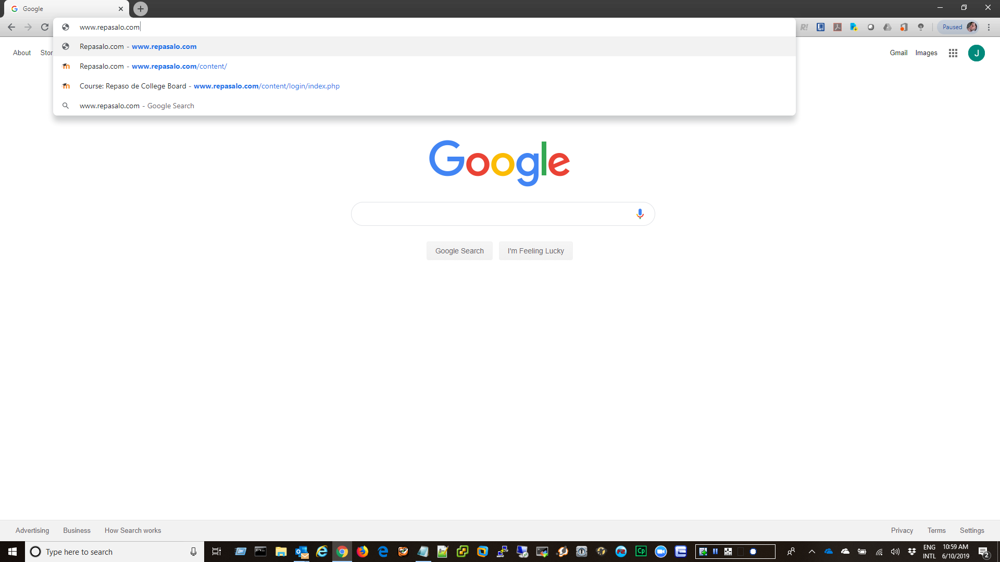 Google
www.repasalo.com
R!
Paused
Repasalo.com - www.repasalo.com
Repasalo.com - www.repasalo.com/content/
Course: Repaso de College Board - www.repasalo.com/content/login/index.php
www.repasalo.com - Google Search
About
Stor
Gmail
Images
J
Google
Google Search
I'm Feeling Lucky
Advertising
Business
How Search works
Privacy
Terms
Settings
Type here to search
Cp
ENG
INTL
10:59 AM
6/10/2019
2